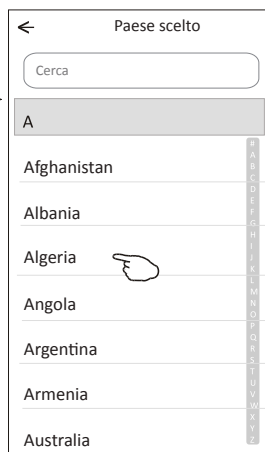 Paese scelto
Cerca
A
Afghanistan
Albania
Algeria
Angola
Argentina
Armenia
Australia
#
A
B
C
D
E
F
G
H
I
J
K
L
M
N
O
P
Q
R
S
T
U
V
W
X
Y
Z